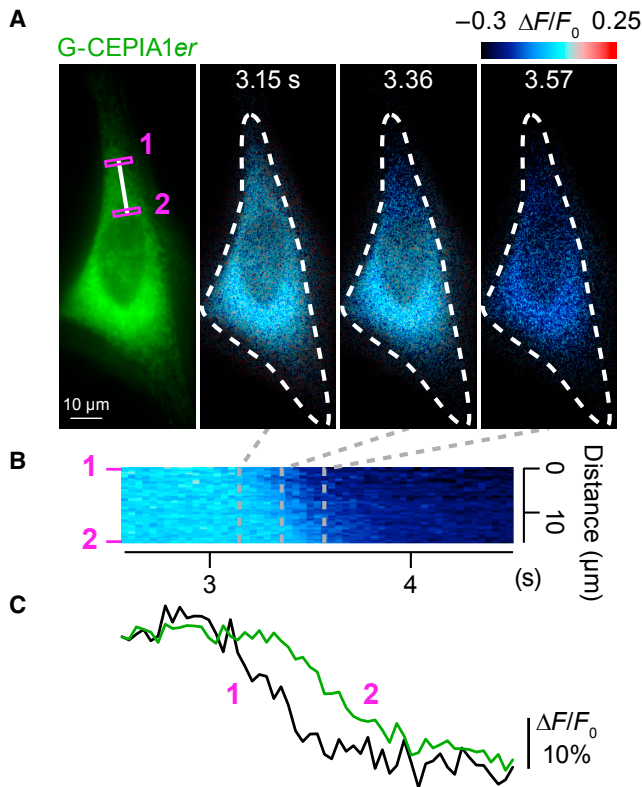 A
G-CEPIA1er
−0.3 ΔF/F0 0.25
1
2
10 µm
3.15 s
3.36
3.57
B
1
2
0
10
Distance (µm)
3
4
(s)
C
1
2
ΔF/F0
10%